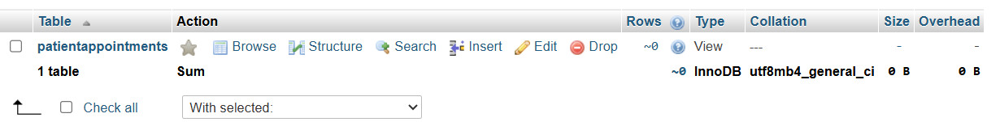 Table Action Rows Type Collation Size Overhead
patientappointments Browse Structure Search Insert Edit Drop ~0 View --- - -
1 table Sum ~0 InnoDB utf8mb4_general_ci 0 B 0 B
Check all With selected: